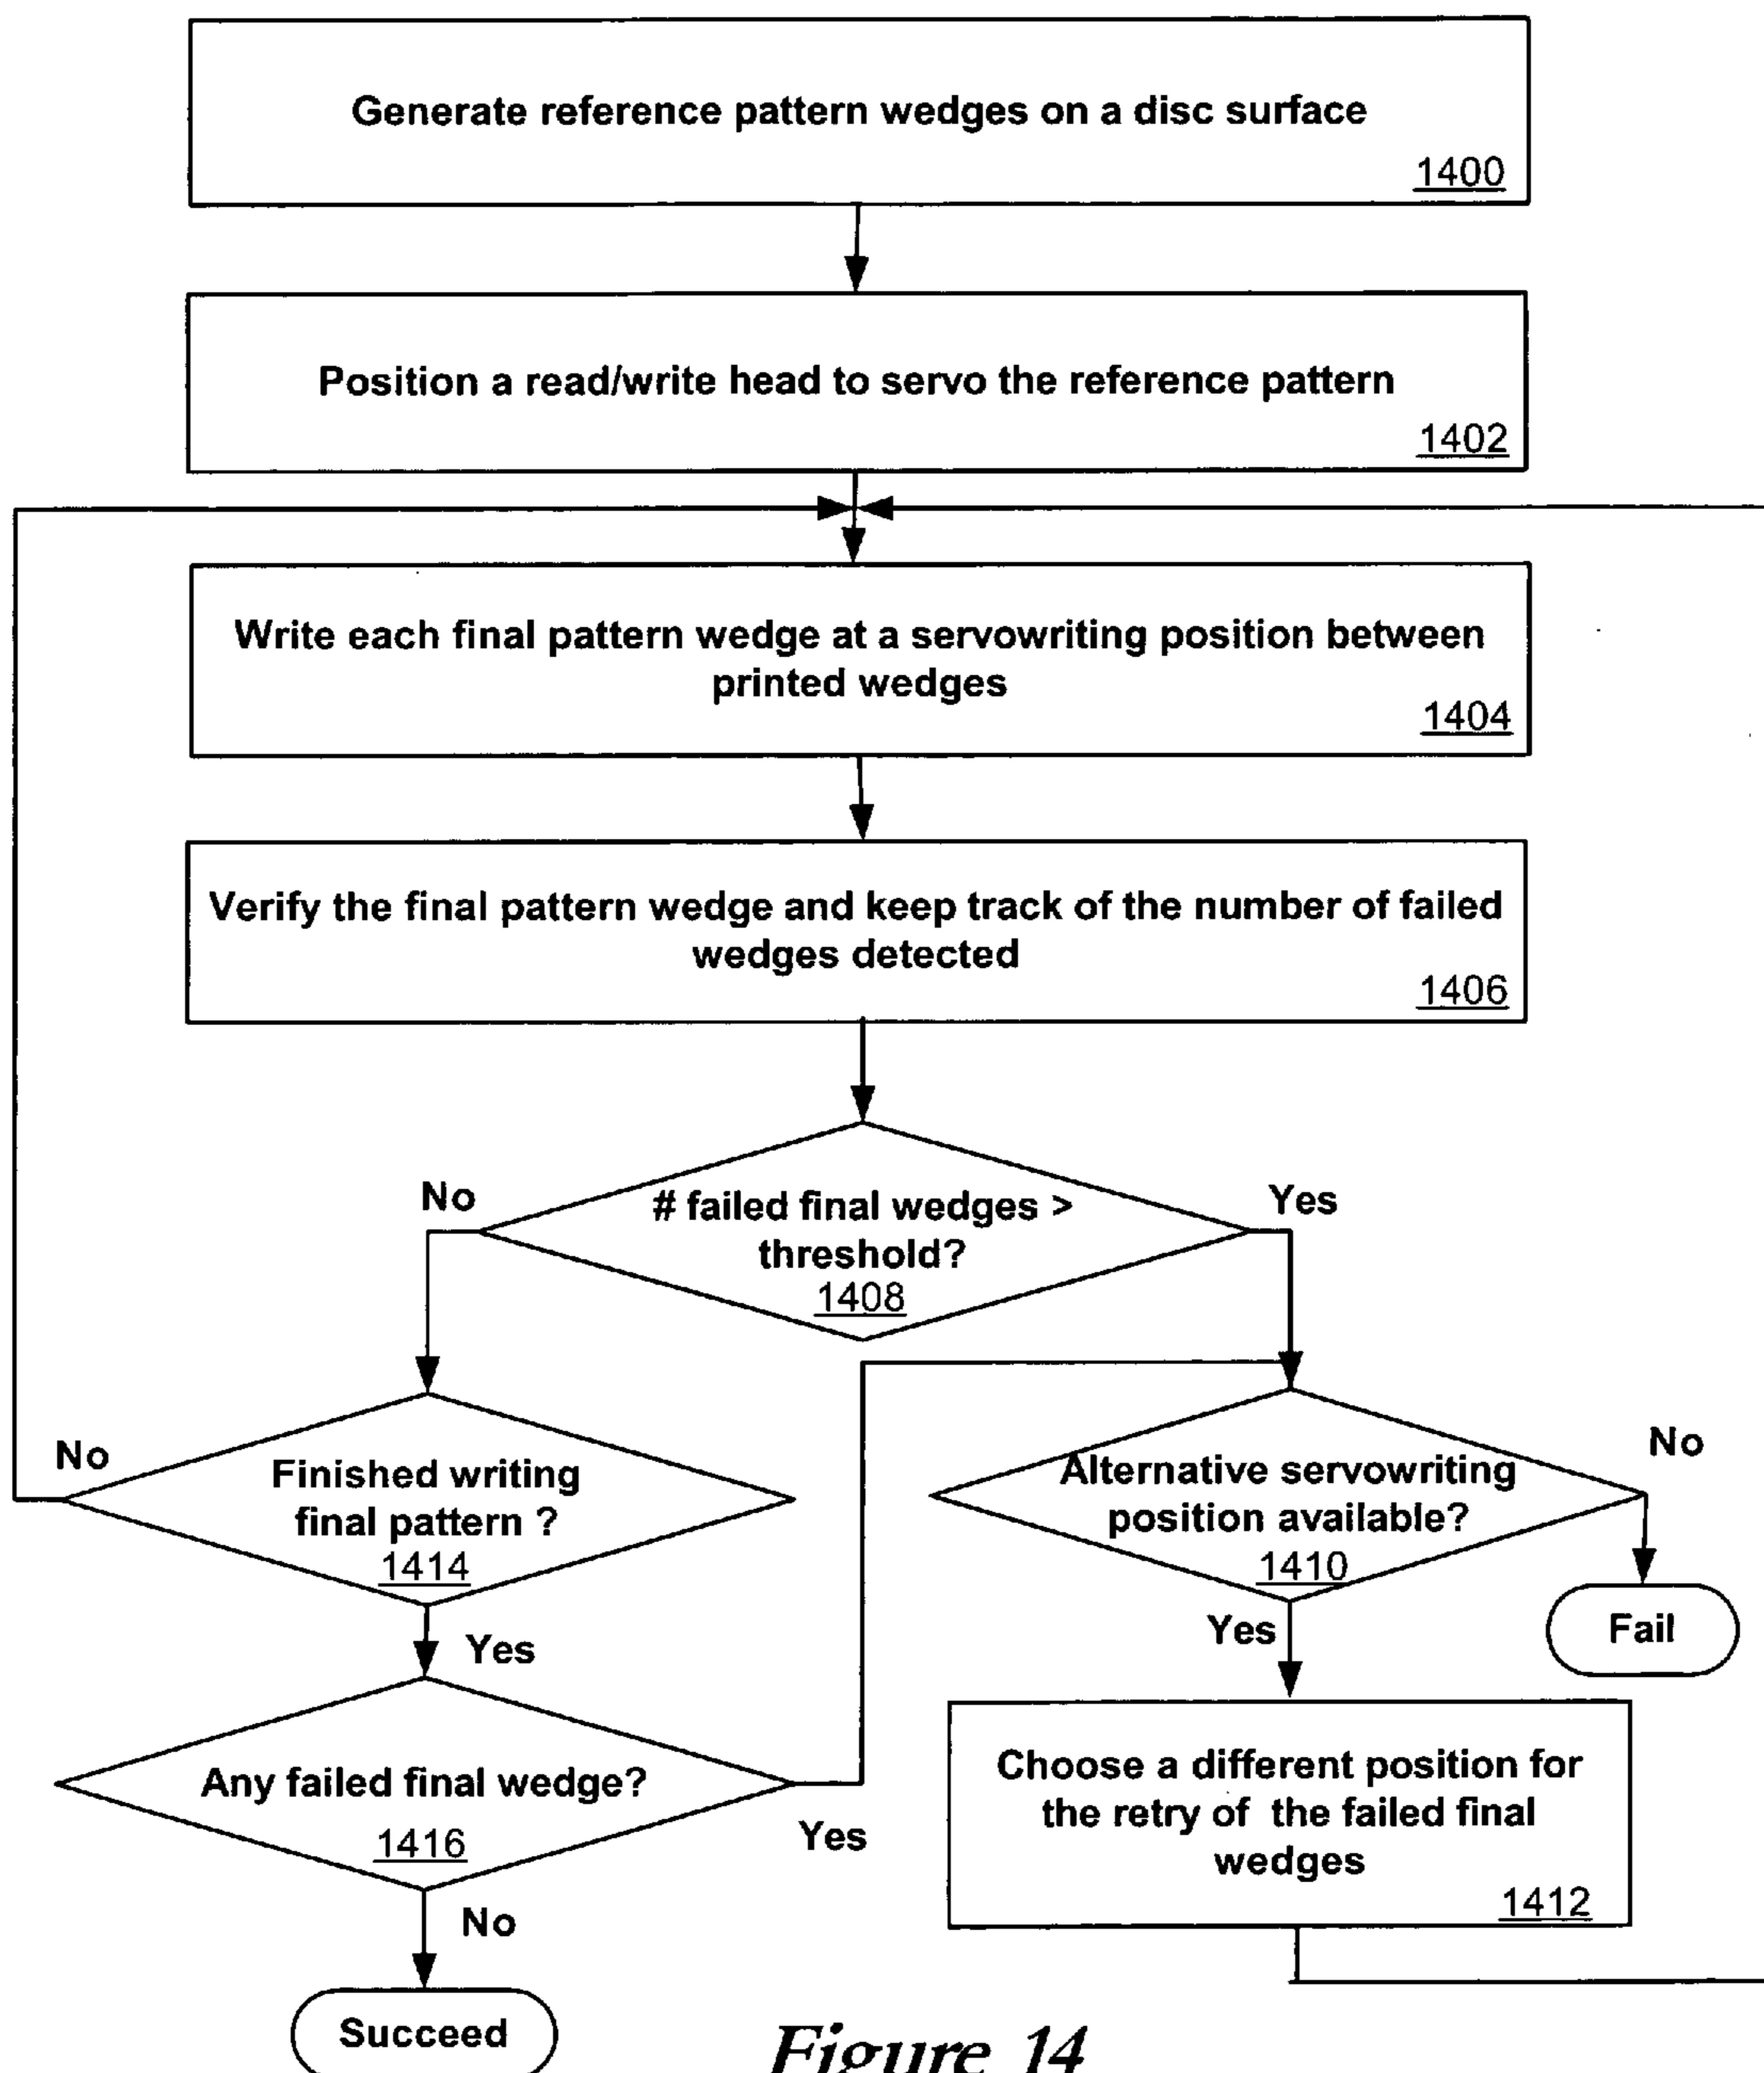 Generate reference pattern wedges on a disc surface
1400
Position a read/write head to servo the reference pattern
1402
Write each final pattern wedge at a servowriting position between
printed wedges
1404
Verify the final pattern wedge and keep track of the number of failed
wedges detected
1406
No
# failed final wedges >
threshold?
1408
Yes
No
Finished writing
final pattern ?
1414
Yes
Alternative servowriting
position available?
1410
No
Fail
Yes
Any failed final wedge?
1416
Yes
No
Choose a different position for
the retry of the failed final
wedges
1412
Succeed
Figure 14